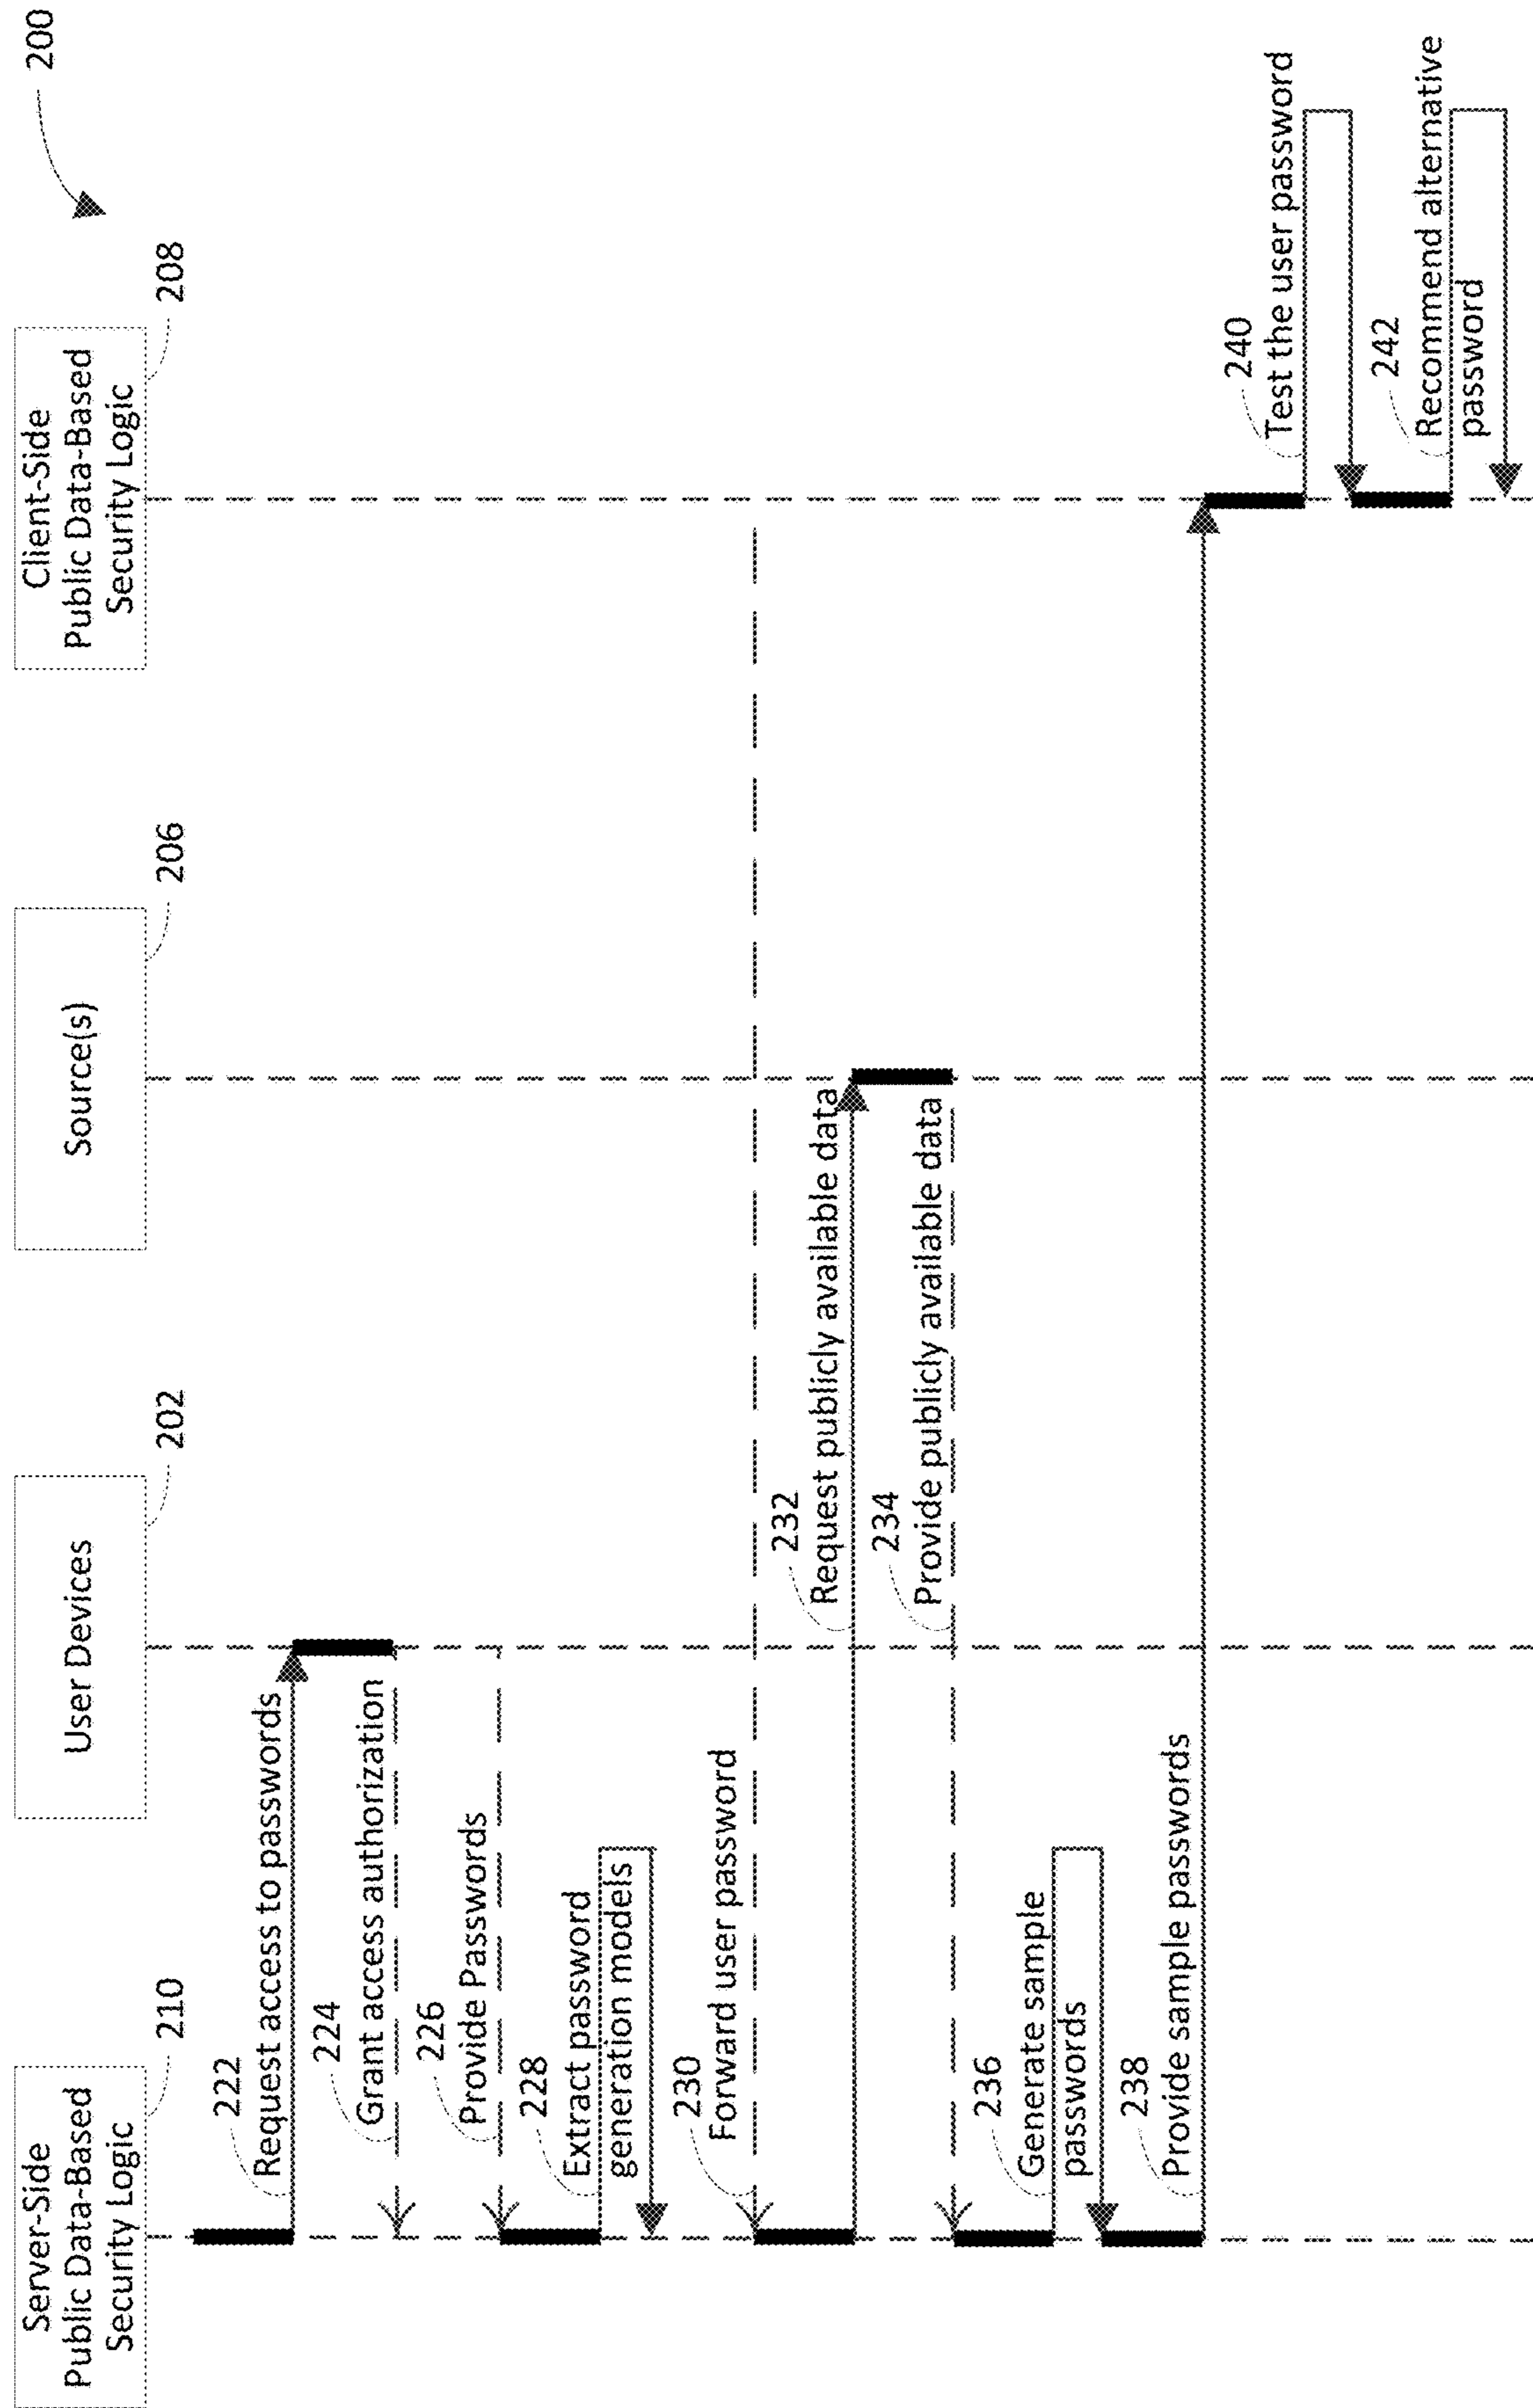 200
Server-Side
Public Data-Based
Security Logic
210
User Devices
202
Source(s)
206
Client-Side
Public Data-Based
Security Logic
208
222
Request access to passwords
224
Grant access authorization
226
Provide Passwords
228
Extract password
generation models
230
Forward user password
232
Request publicly available data
234
Provide publicly available data
236
Generate sample
passwords
238
Provide sample passwords
240
Test the user password
242
Recommend alternative
password